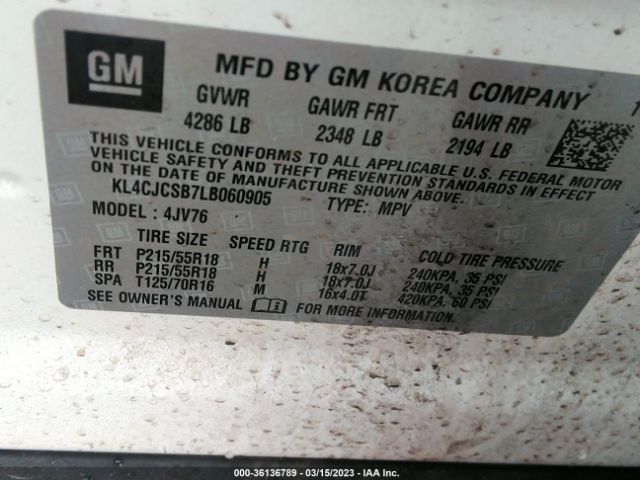 GM
MFD BY GM KOREA COMPANY
GVWR GAWR FRT GAWR RR
4286 LB 2348 LB 2194 LB
THIS VEHICLE CONFORMS TO ALL APPLICABLE U.S. FEDERAL MOTOR
VEHICLE SAFETY AND THEFT PREVENTION STANDARDS IN EFFECT
ON THE DATE OF MANUFACTURE SHOWN ABOVE.
KL4CJCSB7LB060905 TYPE: MPV
MODEL : 4JV76
TIRE SIZE SPEED RTG RIM COLD TIRE PRESSURE
FRT P215/55R18 H 18x7.0J 240KPA, 35 PSI
RR P215/55R18 H 18x7.0J 240KPA, 35 PSI
SPA T125/70R16 M 16x4.0T 420KPA, 60 PSI
SEE OWNER'S MANUAL FOR MORE INFORMATION.
000-36136789 - 03/15/2023 - IAA Inc.